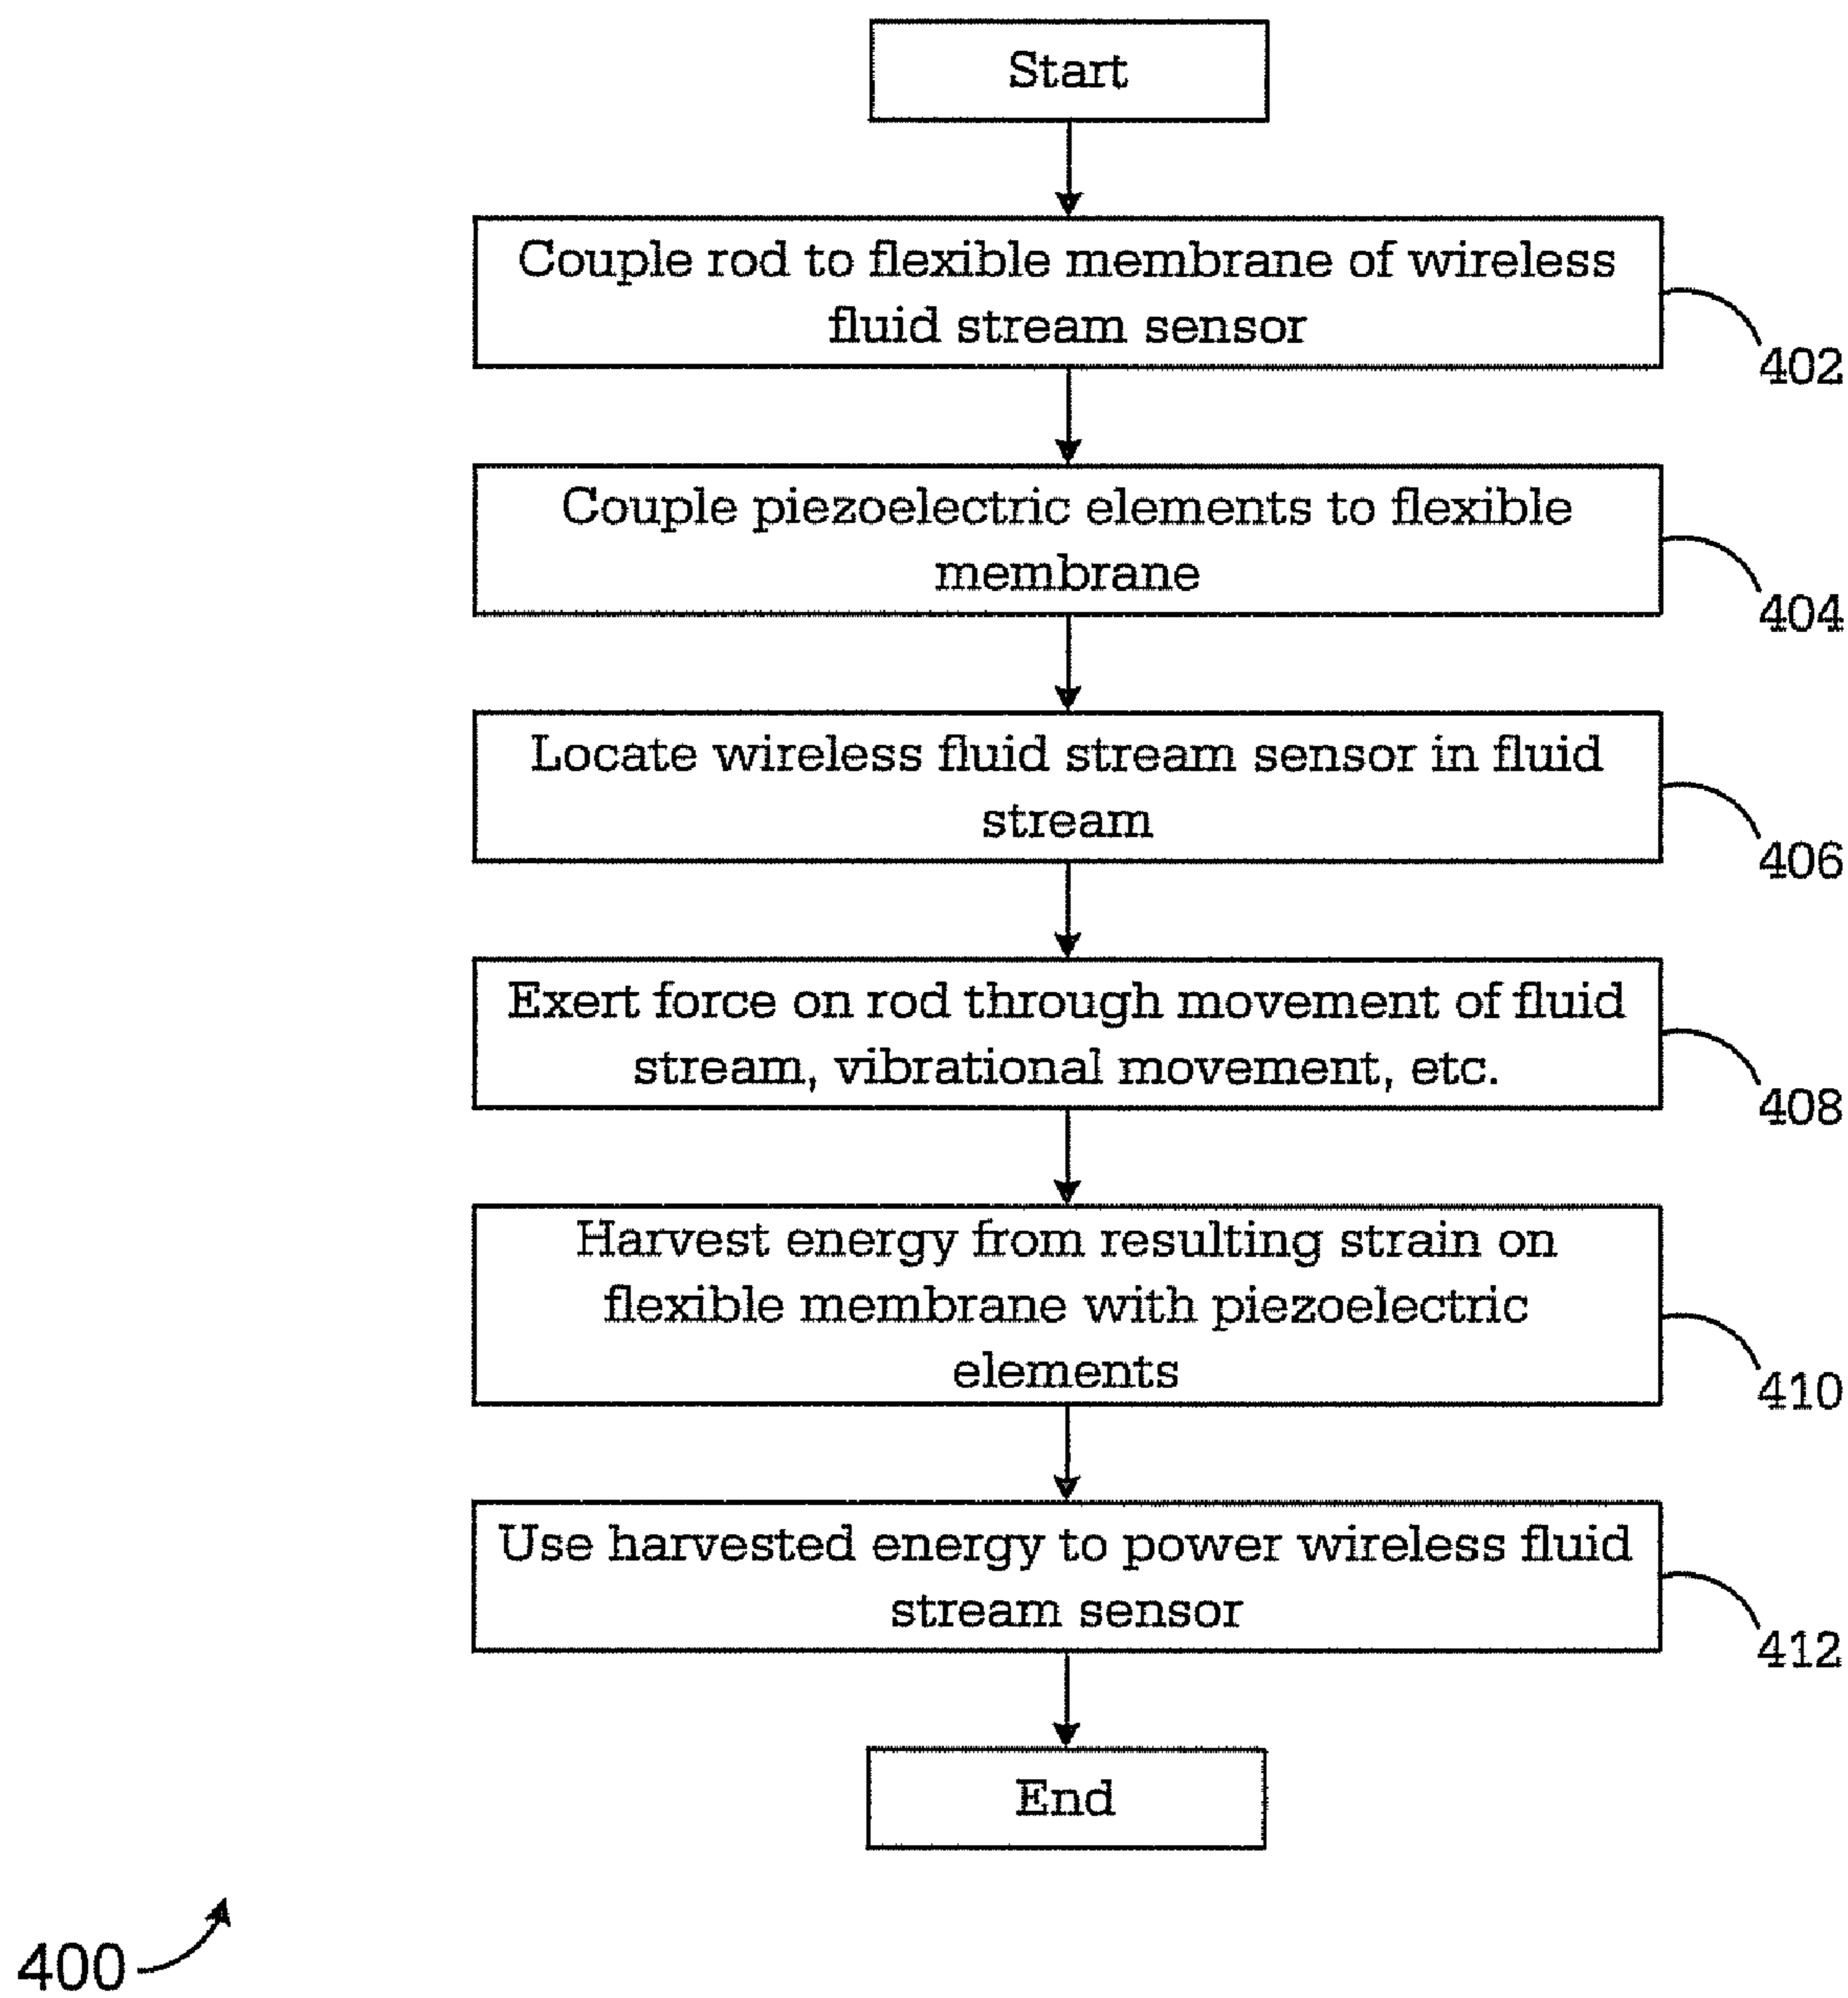 Start
Couple rod to flexible membrane of wireless
fluid stream sensor
402
Couple piezoelectric elements to flexible
membrane
404
Locate wireless fluid stream sensor in fluid
stream
406
Exert force on rod through movement of fluid
stream, vibrational movement, etc.
408
Harvest energy from resulting strain on
flexible membrane with piezoelectric
elements
410
Use harvested energy to power wireless fluid
stream sensor
412
End
400